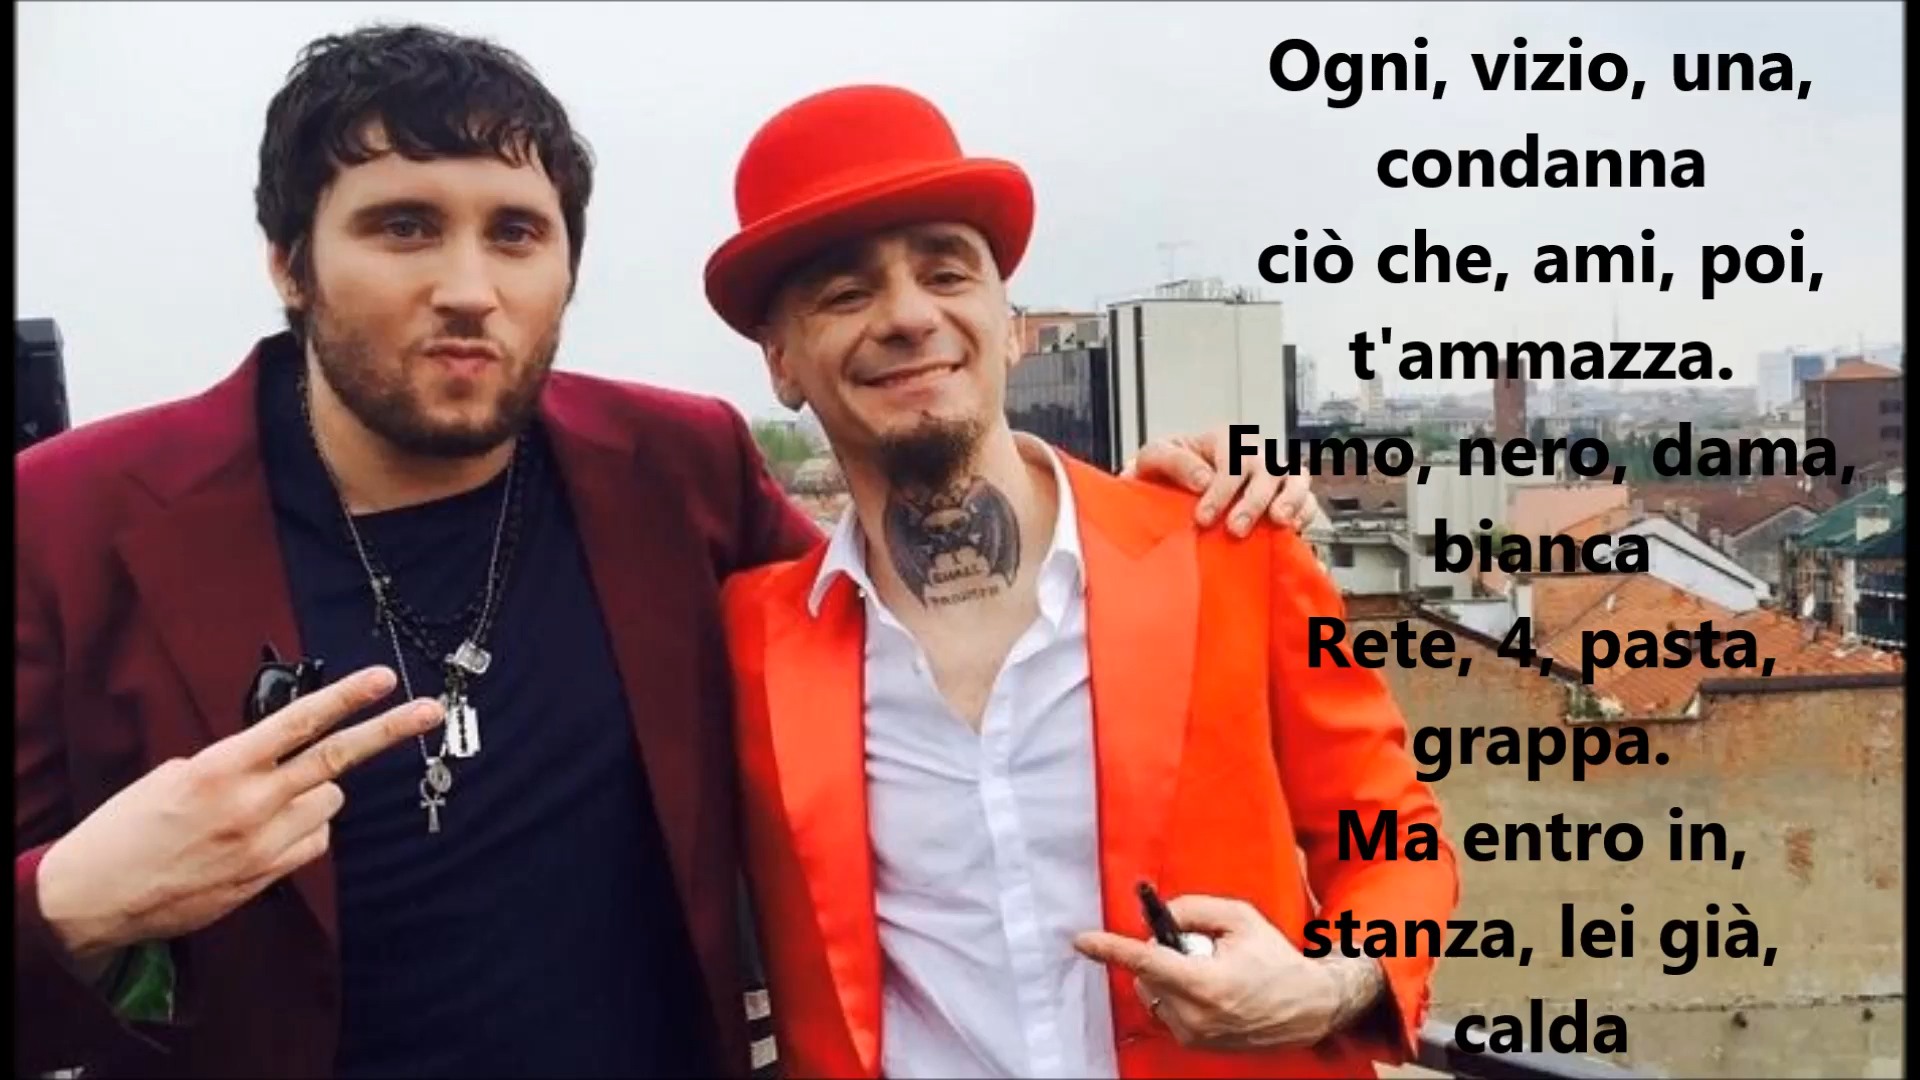 Ogni, vizio, una,
condanna
ciò che, ami, poi,
t'ammazza.
Fumo, nero, dama,
bianca
Rete, 4, pasta,
grappa.
Ma entro in,
stanza, lei già,
calda